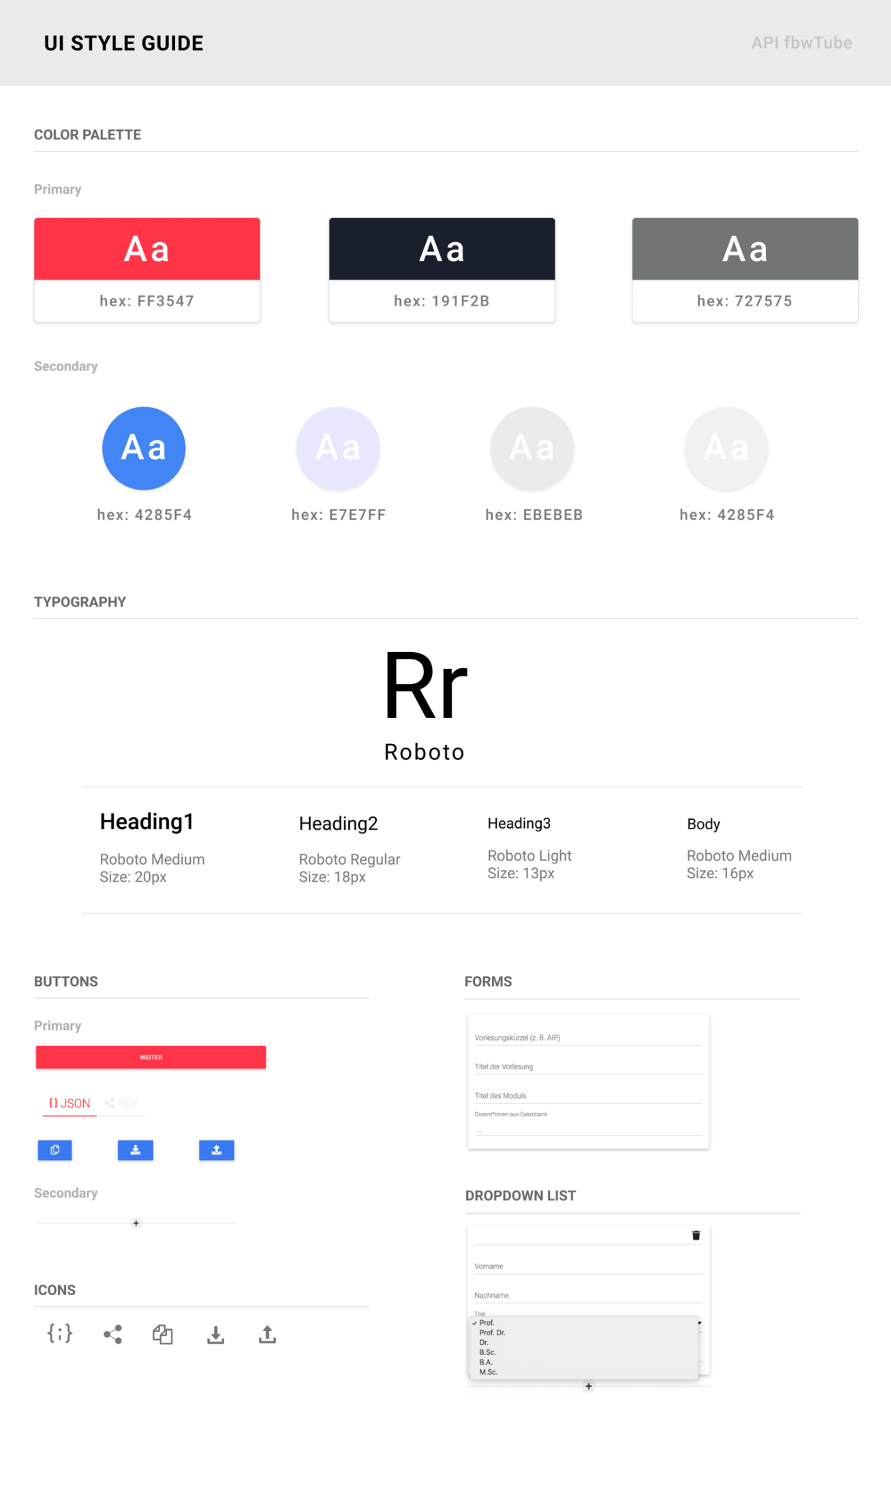 UI STYLE GUIDE
API fbwTube
COLOR PALETTE
Primary
Aa
Aa
Aa
hex: FF3547
hex: 191F2B
hex: 727575
Secondary
Aa
Aa
Aa
Aa
hex: 4285F4
hex: E7E7FF
hex: EBEBEB
hex: 4285F4
TYPOGRAPHY
Rr
Roboto
Heading1
Roboto Medium
Size: 20px
Heading2
Roboto Regular
Size: 18px
Heading3
Roboto Light
Size: 13px
Body
Roboto Medium
Size: 16px
BUTTONS
Primary
WEITER
{} JSON
RDF
Secondary
+
ICONS
{;}
FORMS
Vorlesungskürzel (z. B. AIP)
Titel der Vorlesung
Titel des Moduls
Dozent*innen aus Datenbank
...
DROPDOWN LIST
Vorname
Nachname
Titel
✓ Prof.
Prof. Dr.
Dr.
B.Sc.
B.A.
M.Sc.
+